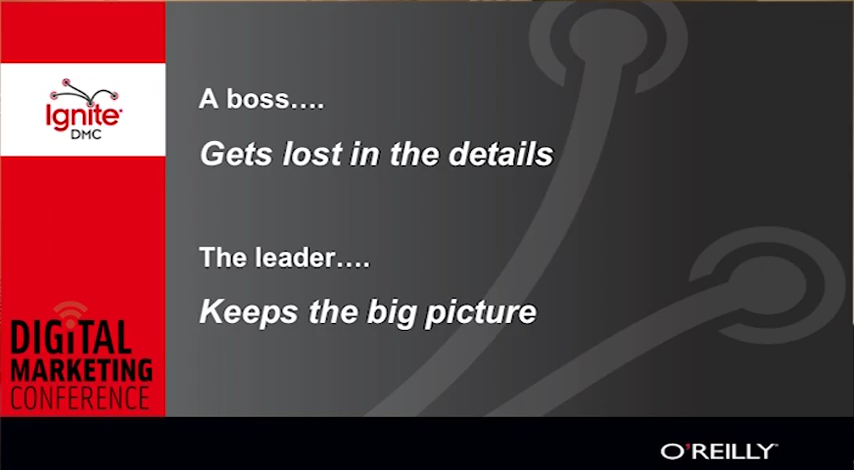 Ignite
DMC
A boss….
Gets lost in the details
The leader….
Keeps the big picture
DIGITAL
MARKETING
CONFERENCE
O'REILLY